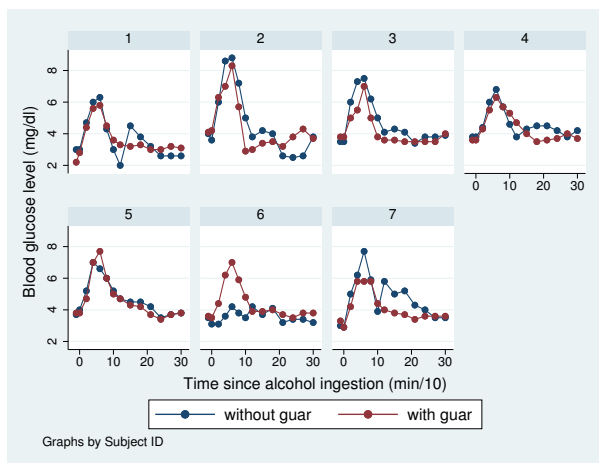 1 2 3 4
Blood glucose level (mg/dl)
8
6
4
2
0 10 20 30
5 6 7
8
6
4
2
0 10 20 30 0 10 20 30 0 10 20 30
Time since alcohol ingestion (min/10)
without guar with guar
Graphs by Subject ID